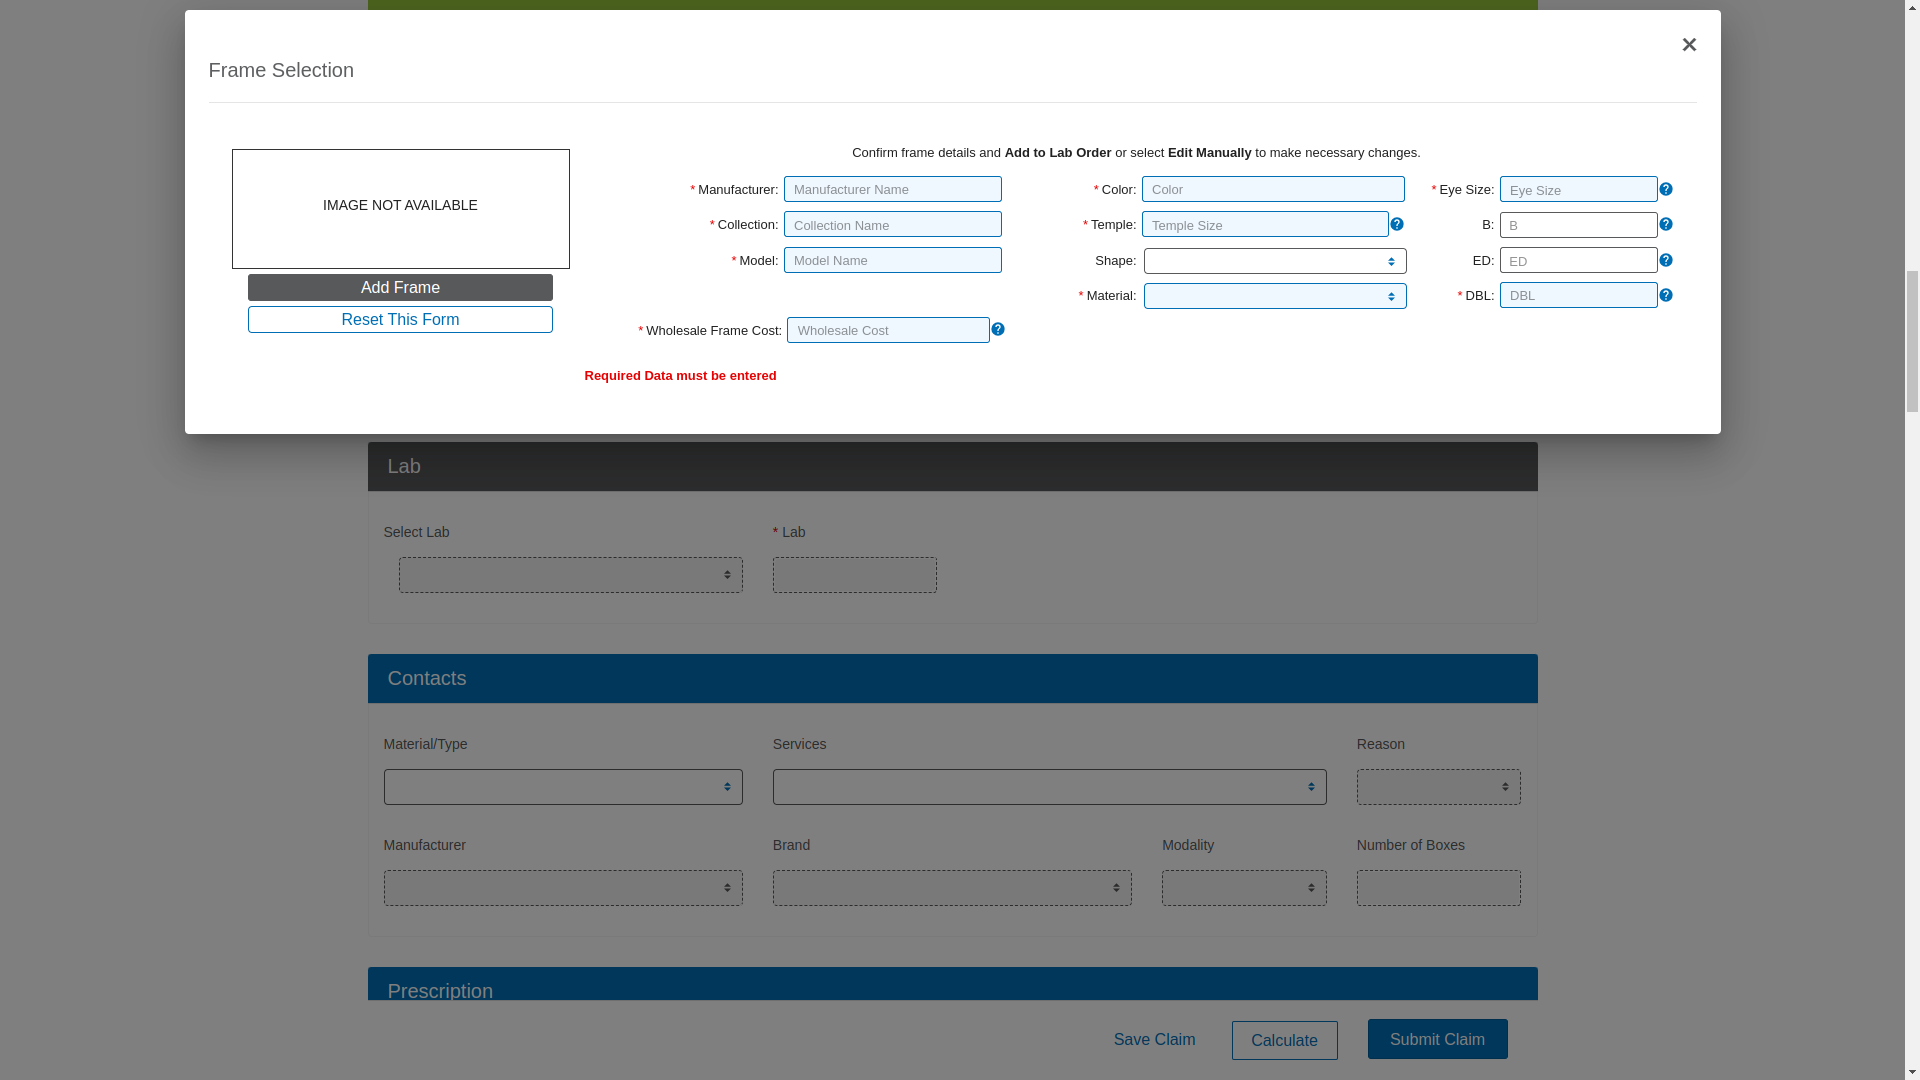 ×
Frame Selection
IMAGE NOT AVAILABLE
Add Frame
Reset This Form
Confirm frame details and Add to Lab Order or select Edit Manually to make necessary changes.
* Manufacturer: Manufacturer Name * Color: Color * Eye Size: Eye Size ?
* Collection: Collection Name * Temple: Temple Size ? B: B ?
* Model: Model Name Shape: ED: ED ?
* Material: * DBL: DBL ?
* Wholesale Frame Cost: Wholesale Cost ?
Required Data must be entered
Lab
Select Lab * Lab
Contacts
Material/Type Services Reason
Manufacturer Brand Modality Number of Boxes
Prescription
Save Claim Calculate Submit Claim